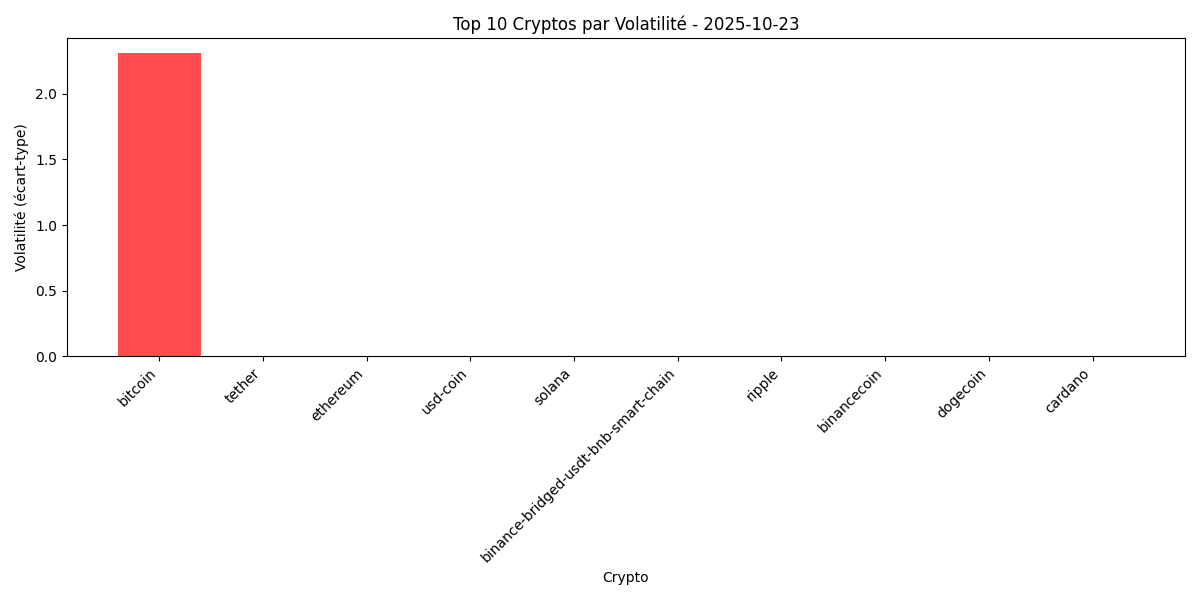 Top 10 Cryptos par Volatilité - 2025-10-23
Volatilité (écart-type)
2.0
1.5
1.0
0.5
0.0
bitcoin
tether
ethereum
usd-coin
solana
binance-bridged-usdt-bnb-smart-chain
ripple
binancecoin
dogecoin
cardano
Crypto